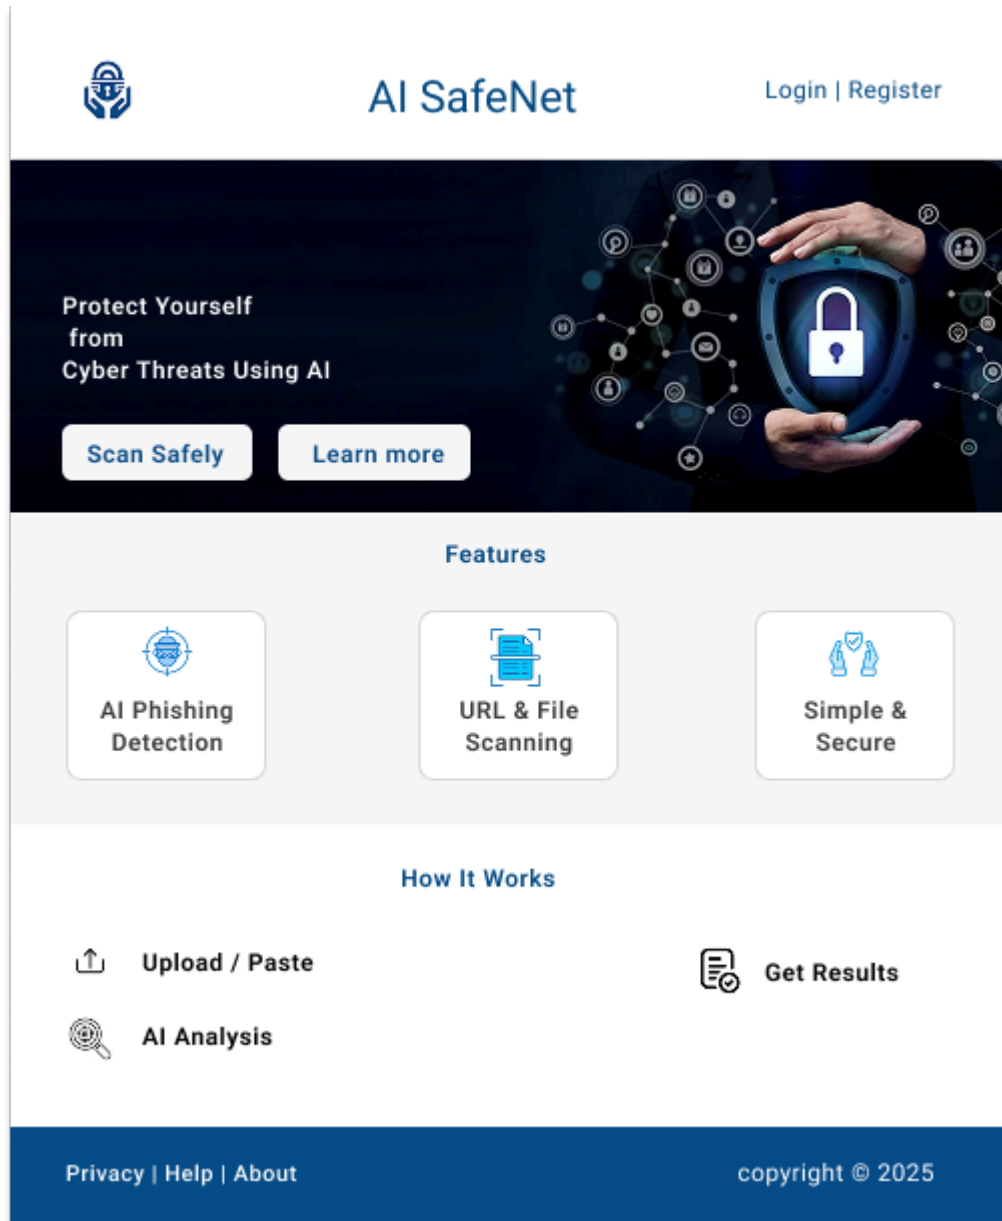 AI SafeNet
Login | Register
Protect Yourself
from
Cyber Threats Using AI
Scan Safely
Learn more
Features
AI Phishing
Detection
URL & File
Scanning
Simple &
Secure
How It Works
Upload / Paste
AI Analysis
Get Results
Privacy | Help | About
copyright © 2025